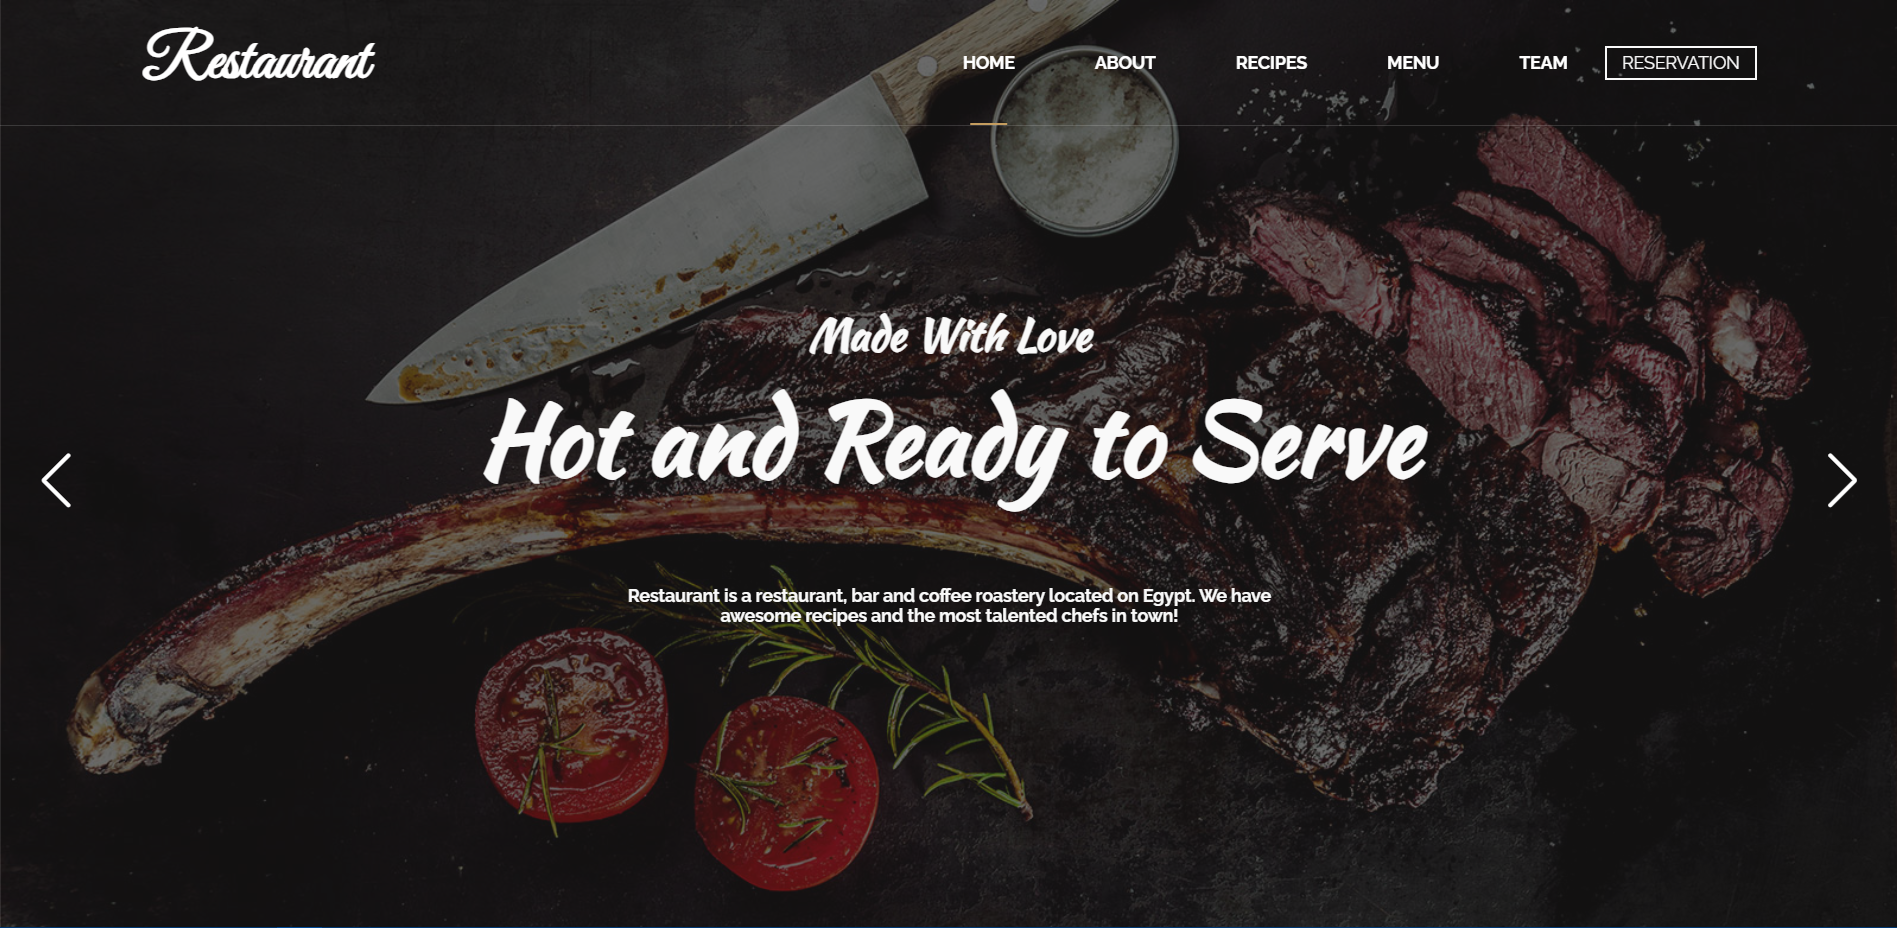 Restaurant
HOME
ABOUT
RECIPES
MENU
TEAM
RESERVATION
Made With Love
Hot and Ready to Serve
Restaurant is a restaurant, bar and coffee roastery located on Egypt. We have
awesome recipes and the most talented chefs in town!